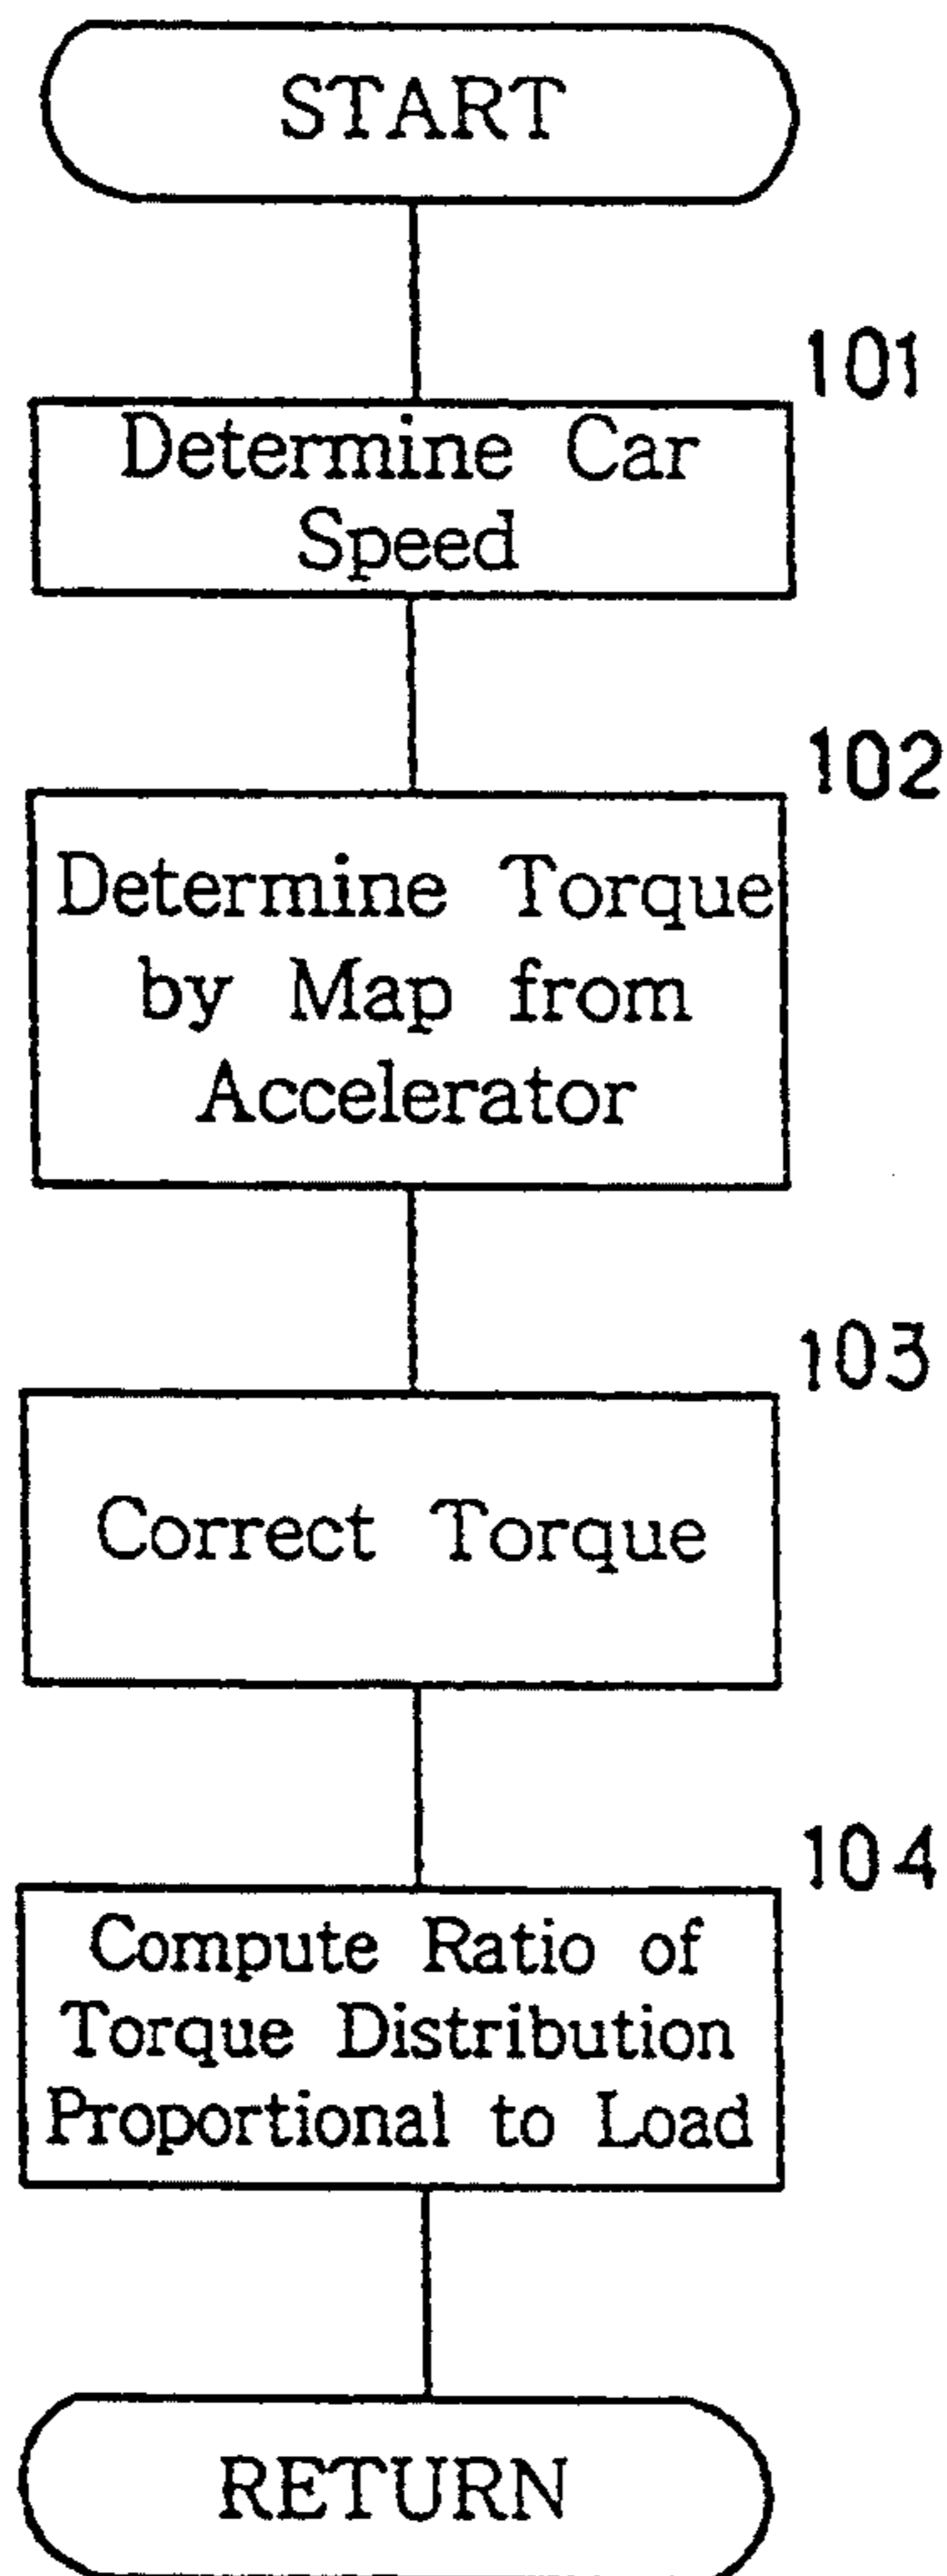 START
101
Determine Car
Speed
102
Determine Torque
by Map from
Accelerator
103
Correct Torque
104
Compute Ratio of
Torque Distribution
Proportional to Load
RETURN